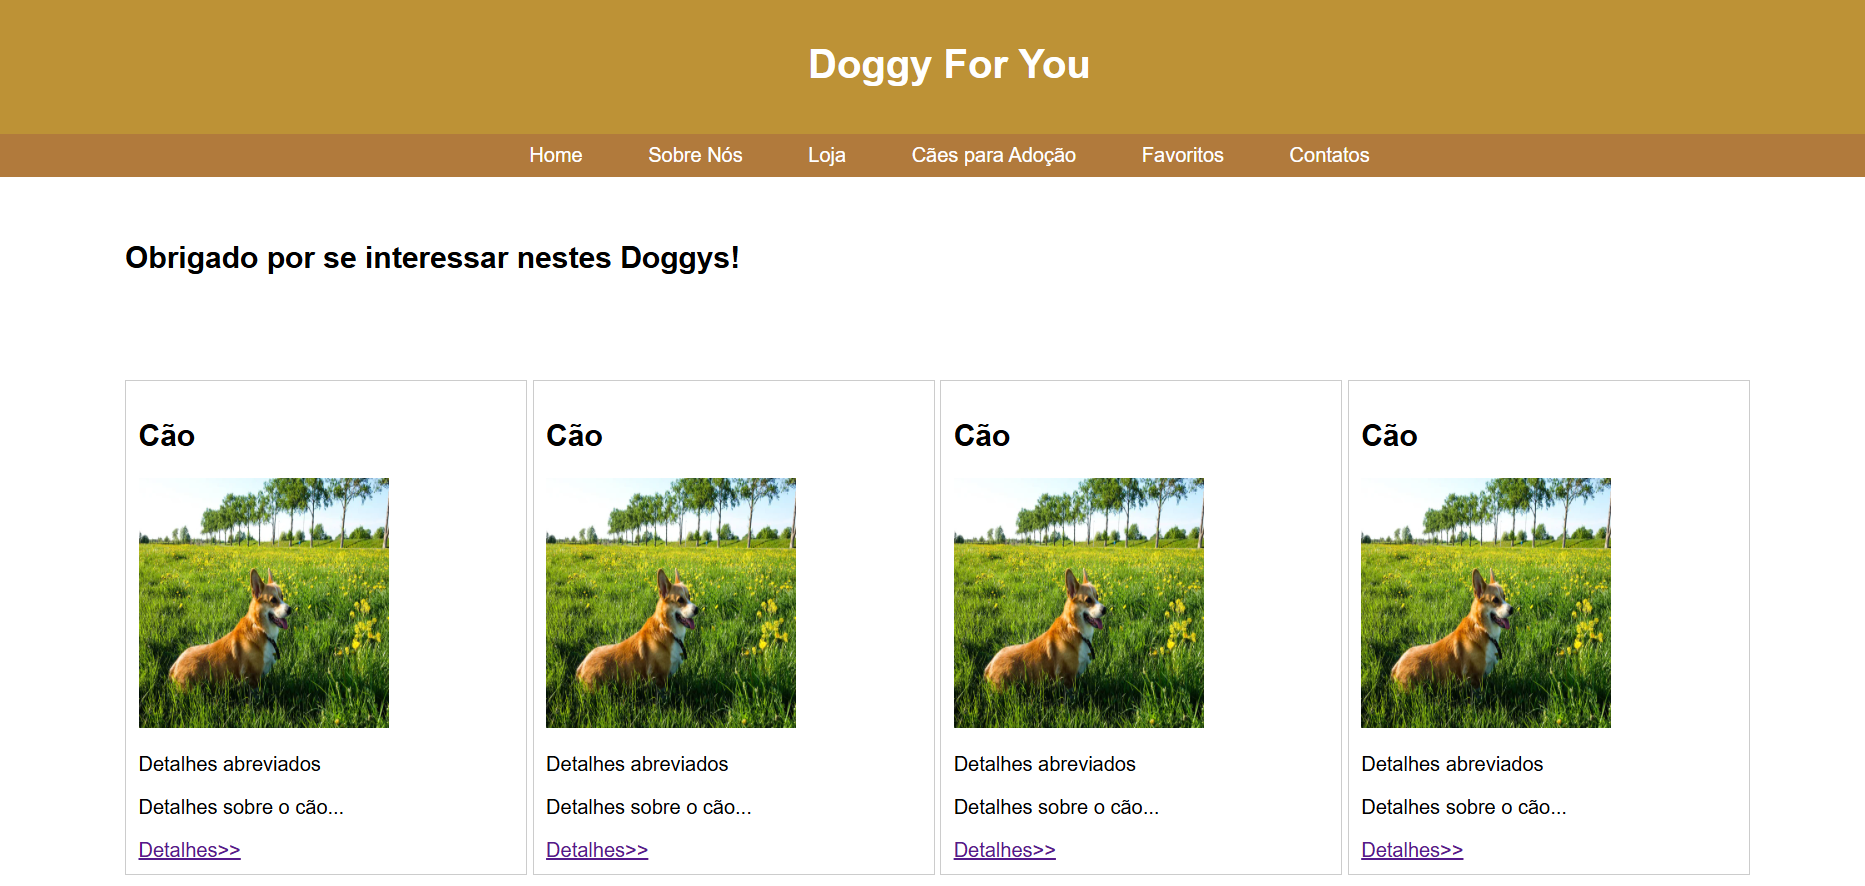 Doggy For You
Home Sobre Nós Loja Cães para Adoção Favoritos Contatos
Obrigado por se interessar nestes Doggys!
Cão Cão Cão Cão
Detalhes abreviados Detalhes abreviados Detalhes abreviados Detalhes abreviados
Detalhes sobre o cão... Detalhes sobre o cão... Detalhes sobre o cão... Detalhes sobre o cão...
Detalhes>> Detalhes>> Detalhes>> Detalhes>>